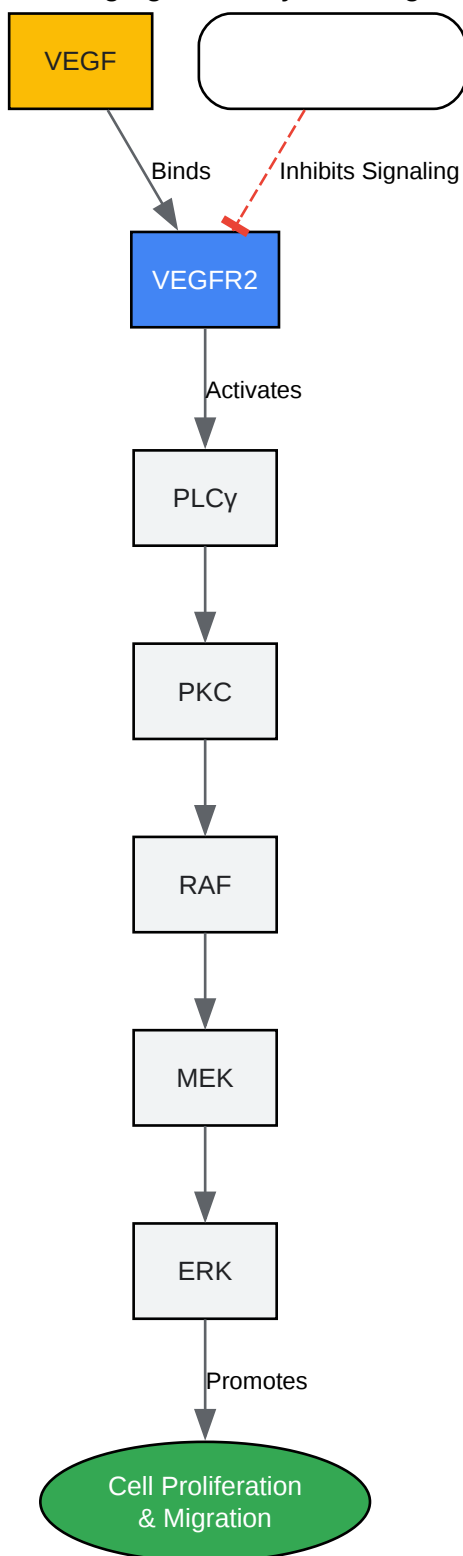 VEGF
Binds
Inhibits Signaling
VEGFR2
Activates
PLCγ
PKC
RAF
MEK
ERK
Promotes
Cell Proliferation
& Migration